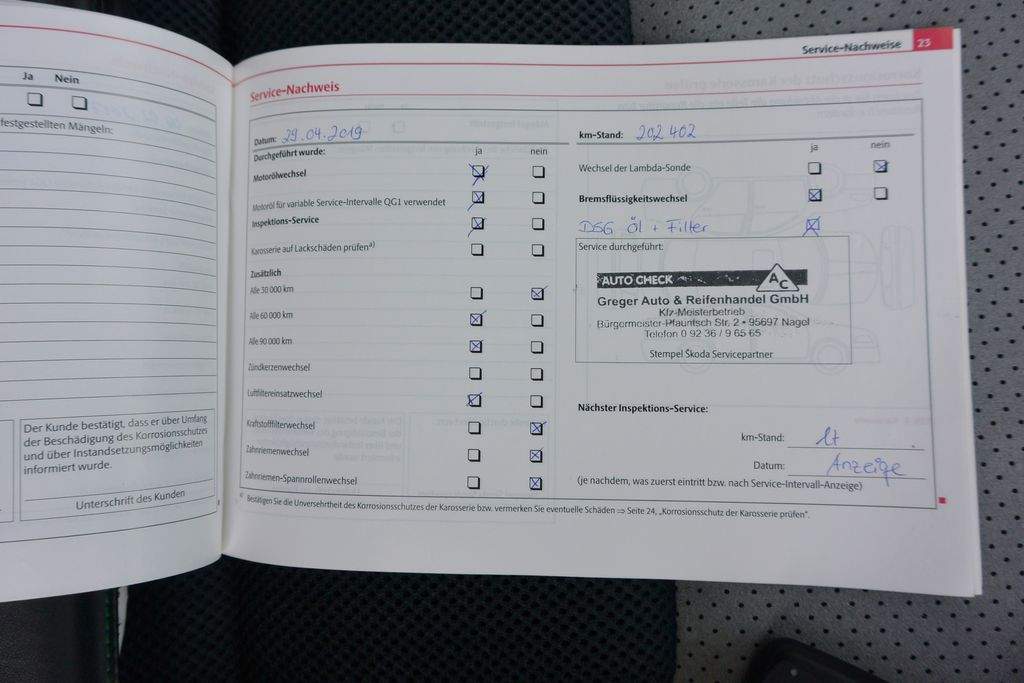 Ja Nein
festgestellten Mängeln:
Der Kunde bestätigt, dass er über Umfang
der Beschädigung des Korrosionsschutzes
und über Instandsetzungsmöglichkeiten
informiert wurde.
Unterschrift des Kunden
Service-Nachweise 23
Service-Nachweis
Datum: 29.04.2019
Durchgeführt wurde: ja nein
Motorölwechsel
Motoröl für variable Service-Intervalle QG1 verwendet
Inspektions-Service
Karosserie auf Lackschäden prüfen a)
Zusätzlich
Alle 30 000 km
Alle 60 000 km
Alle 90 000 km
Zündkerzenwechsel
Luftfiltereinsatzwechsel
Kraftstofffilterwechsel
Zahnriemenwechsel
Zahnriemen-Spannrollenwechsel
km-Stand: 202 402
ja nein
Wechsel der Lambda-Sonde
Bremsflüssigkeitswechsel
DSG Öl + Filter
Service durchgeführt:
AUTO CHECK AC
Greger Auto & Reifenhandel GmbH
Kfz-Meisterbetrieb
Bürgermeister-Pfauntsch Str. 2 • 95697 Nagel
Telefon 0 92 36 / 9 65 65
Stempel Škoda Servicepartner
Nächster Inspektions-Service:
km-Stand: lt.
Datum: Anzeige
(je nachdem, was zuerst eintritt bzw. nach Service-Intervall-Anzeige)
a) Bestätigen Sie die Unversehrtheit des Korrosionsschutzes der Karosserie bzw. vermerken Sie eventuelle Schäden ⇒ Seite 24, „Korrosionsschutz der Karosserie prüfen“.